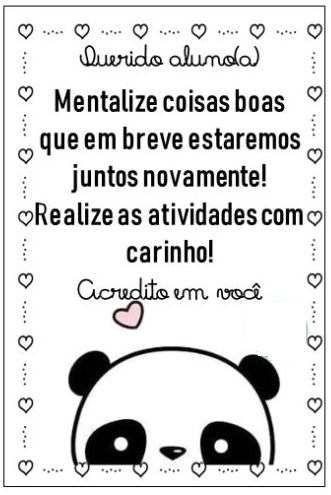 Querido aluno(a)
Mentalize coisas boas
que em breve estaremos
juntos novamente!
Realize as atividades com
carinho!
Acredito em você